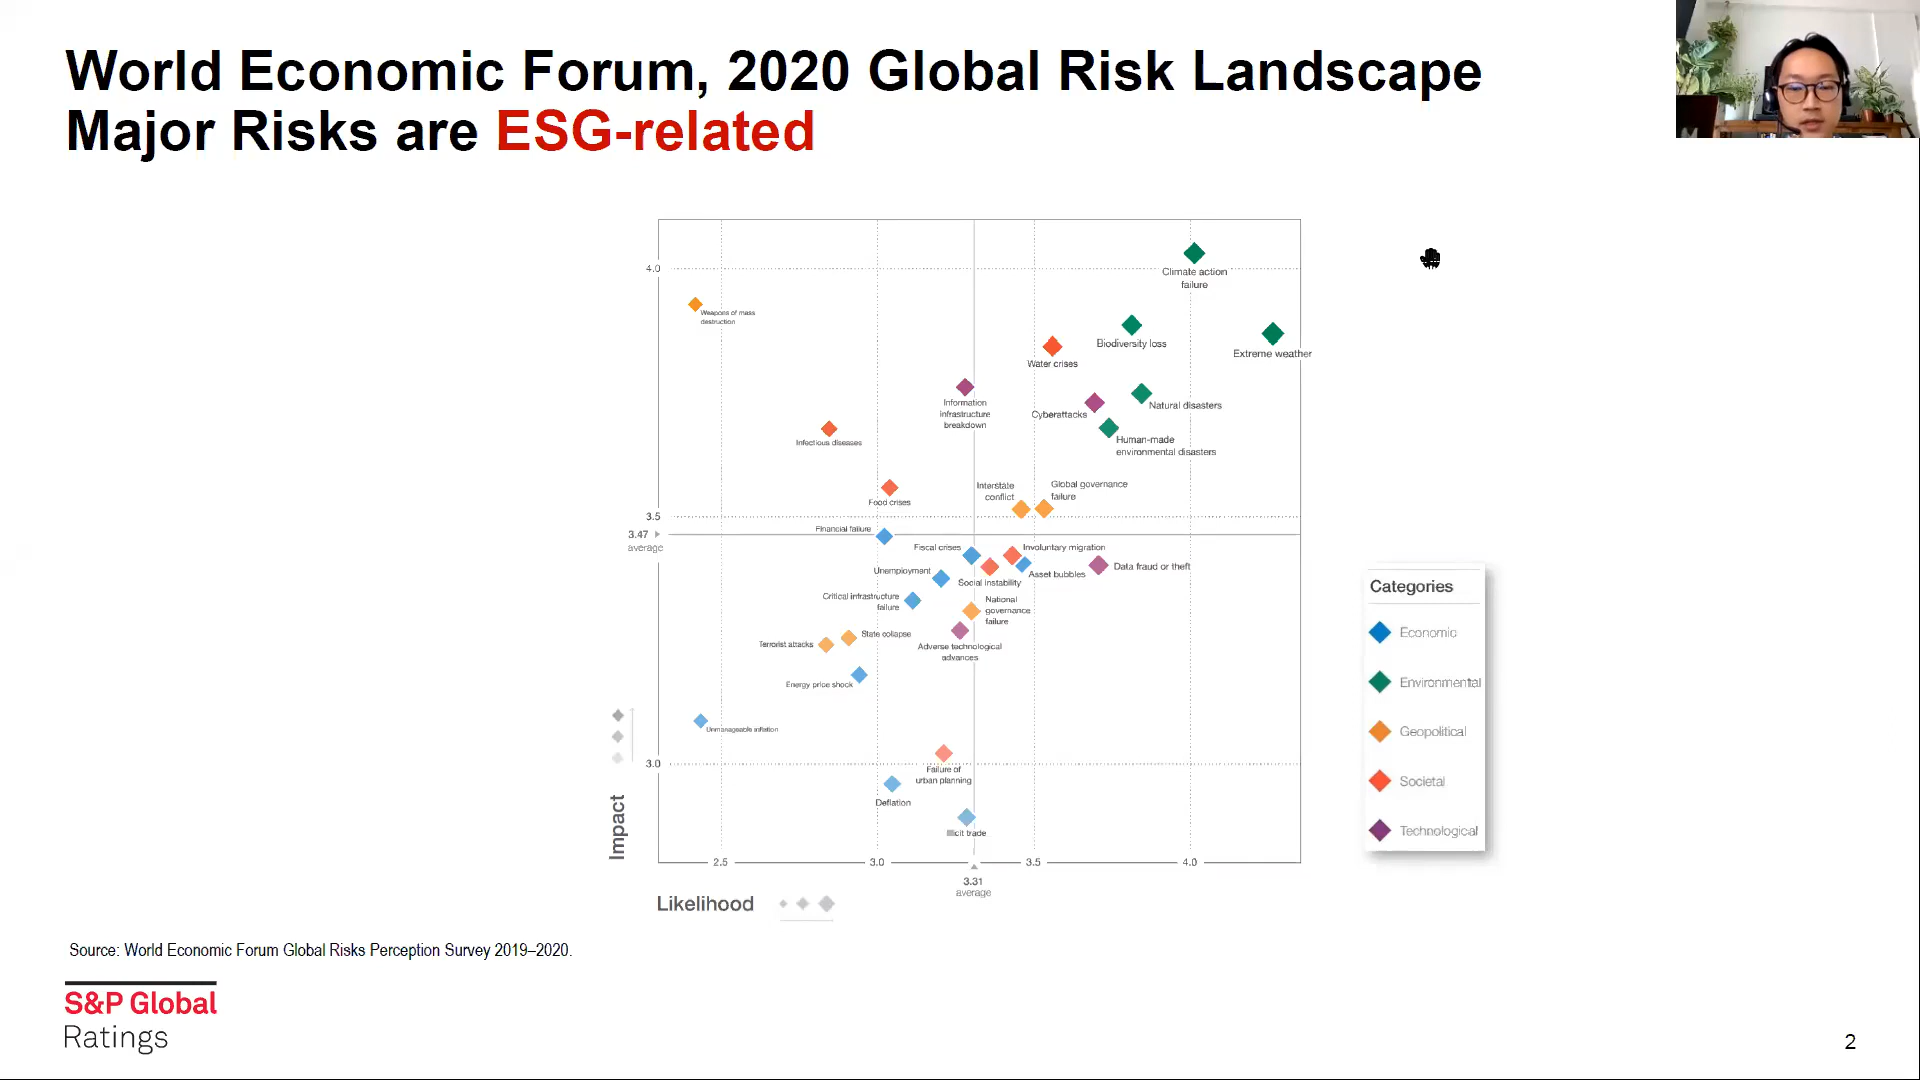 World Economic Forum, 2020 Global Risk Landscape
Major Risks are ESG-related
4.0
Climate action
failure
Weapons of mass
destruction
Biodiversity loss
Extreme weather
Water crises
Information
infrastructure
breakdown
Cyberattacks
Natural disasters
Infectious diseases
Human-made
environmental disasters
Food crises
Interstate
conflict
Global governance
failure
3.5
3.47
average
Financial failure
Fiscal crises
Involuntary migration
Unemployment
Social instability
Asset bubbles
Data fraud or theft
Critical infrastructure
failure
National
governance
failure
Terrorist attacks
State collapse
Adverse technological
advances
Energy price shock
Unmanageable inflation
3.0
Failure of
urban planning
Deflation
Illicit trade
Impact
2.5
3.0
3.5
4.0
3.31
average
Likelihood
Categories
Economic
Environmental
Geopolitical
Societal
Technological
Source: World Economic Forum Global Risks Perception Survey 2019–2020.
S&P Global
Ratings
2